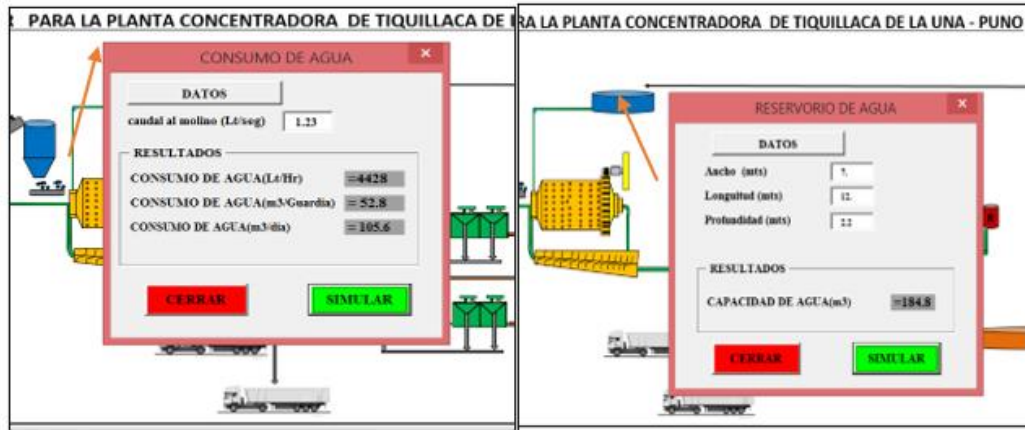 PARA LA PLANTA CONCENTRADORA DE TIQUILLACA DE
CONSUMO DE AGUA
DATOS
caudal al molino (Lt/seg) 1.23
RESULTADOS
CONSUMO DE AGUA(Lt/Hr) =4428
CONSUMO DE AGUA(m3/Guardia) = 52.8
CONSUMO DE AGUA(m3/dia) = 105.6
CERRAR SIMULAR
RA LA PLANTA CONCENTRADORA DE TIQUILLACA DE LA UNA - PUNO
RESERVORIO DE AGUA
DATOS
Ancho (mts) 7.
Longuitud (mts) 12.
Profundidad (mts) 2.2
RESULTADOS
CAPACIDAD DE AGUA(m3) =184.8
CERRAR SIMULAR